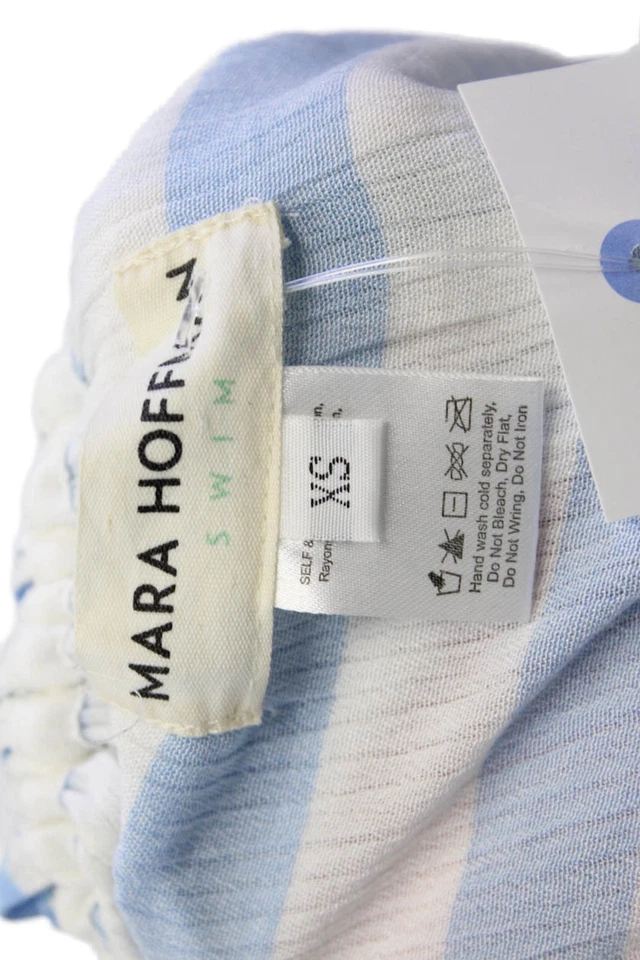 MARA HOFFMAN
SWIM
XS
SELF &
Rayon
Hand wash cold separately,
Do Not Bleach, Dry Flat,
Do Not Wring, Do Not Iron